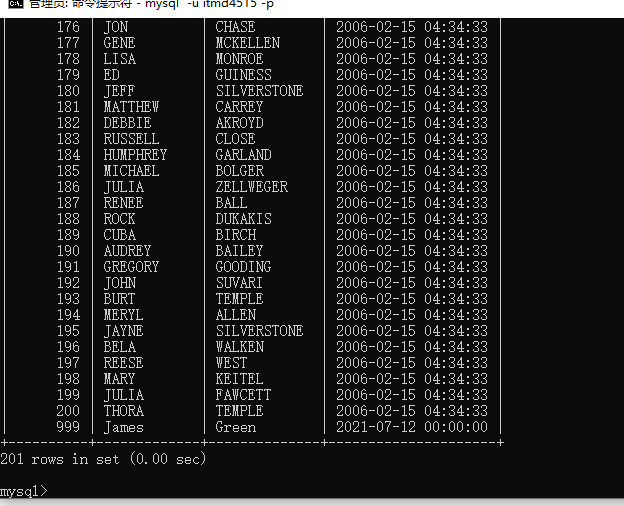 管理员: 命令提示符 - mysql -u itmd4515 -p
| 176 | JON | CHASE | 2006-02-15 04:34:33 |
| 177 | GENE | MCKELLEN | 2006-02-15 04:34:33 |
| 178 | LISA | MONROE | 2006-02-15 04:34:33 |
| 179 | ED | GUINESS | 2006-02-15 04:34:33 |
| 180 | JEFF | SILVERSTONE | 2006-02-15 04:34:33 |
| 181 | MATTHEW | CARREY | 2006-02-15 04:34:33 |
| 182 | DEBBIE | AKROYD | 2006-02-15 04:34:33 |
| 183 | RUSSELL | CLOSE | 2006-02-15 04:34:33 |
| 184 | HUMPHREY | GARLAND | 2006-02-15 04:34:33 |
| 185 | MICHAEL | BOLGER | 2006-02-15 04:34:33 |
| 186 | JULIA | ZELLWEGER | 2006-02-15 04:34:33 |
| 187 | RENEE | BALL | 2006-02-15 04:34:33 |
| 188 | ROCK | DUKAKIS | 2006-02-15 04:34:33 |
| 189 | CUBA | BIRCH | 2006-02-15 04:34:33 |
| 190 | AUDREY | BAILEY | 2006-02-15 04:34:33 |
| 191 | GREGORY | GOODING | 2006-02-15 04:34:33 |
| 192 | JOHN | SUVARI | 2006-02-15 04:34:33 |
| 193 | BURT | TEMPLE | 2006-02-15 04:34:33 |
| 194 | MERYL | ALLEN | 2006-02-15 04:34:33 |
| 195 | JAYNE | SILVERSTONE | 2006-02-15 04:34:33 |
| 196 | BELA | WALKEN | 2006-02-15 04:34:33 |
| 197 | REESE | WEST | 2006-02-15 04:34:33 |
| 198 | MARY | KEITEL | 2006-02-15 04:34:33 |
| 199 | JULIA | FAWCETT | 2006-02-15 04:34:33 |
| 200 | THORA | TEMPLE | 2006-02-15 04:34:33 |
| 999 | James | Green | 2021-07-12 00:00:00 |
+----------+-------------+--------------+---------------------+
201 rows in set (0.00 sec)
mysql>